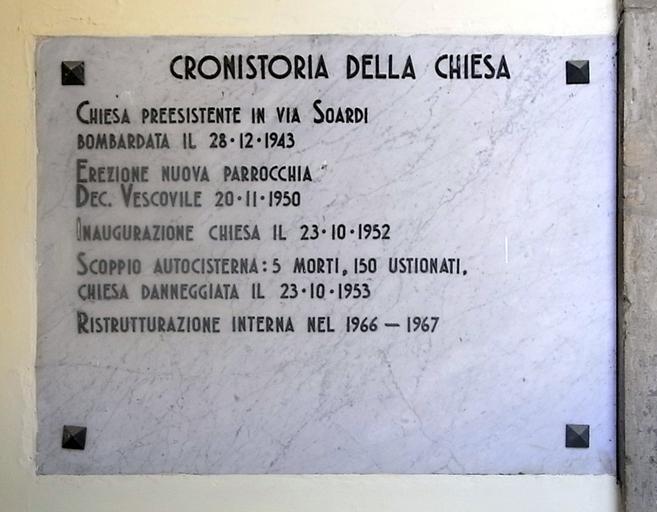 CRONISTORIA DELLA CHIESA
CHIESA PREESISTENTE IN VIA SOARDI
BOMBARDATA IL 28·12·1943
EREZIONE NUOVA PARROCCHIA
DEC. VESCOVILE 20·11·1950
INAUGURAZIONE CHIESA IL 23·10·1952
SCOPPIO AUTOCISTERNA: 5 MORTI, 150 USTIONATI,
CHIESA DANNEGGIATA IL 23·10·1953
RISTRUTTURAZIONE INTERNA NEL 1966 — 1967